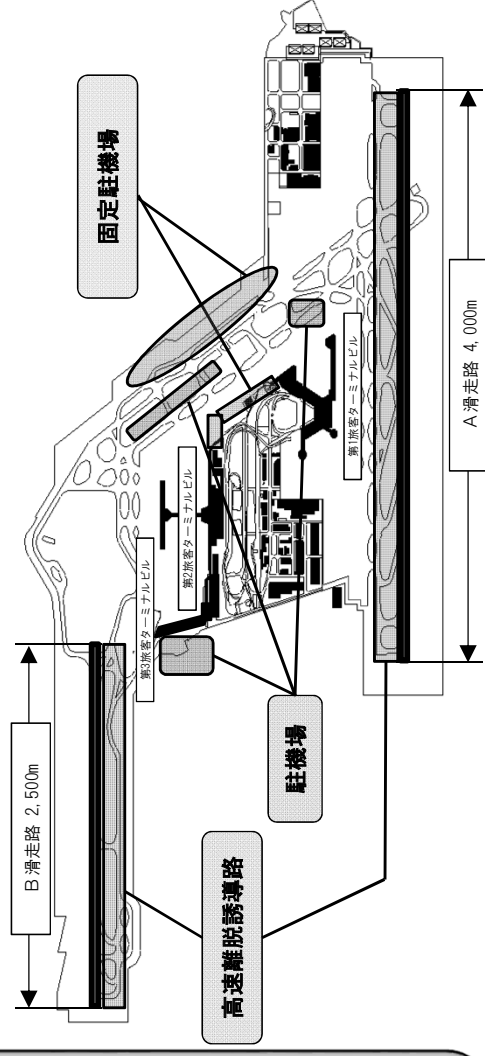 B滑走路 2,500m
固定駐機場
第3旅客ターミナルビル
第2旅客ターミナルビル
第1旅客ターミナルビル
駐機場
高速離脱誘導路
A滑走路 4,000m